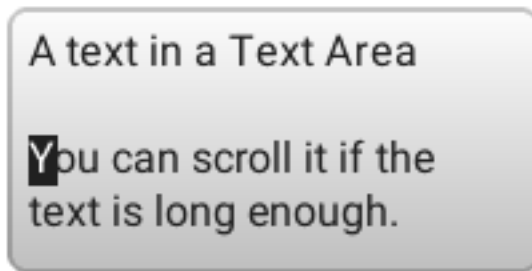 A text in a Text Area
You can scroll it if the
text is long enough.